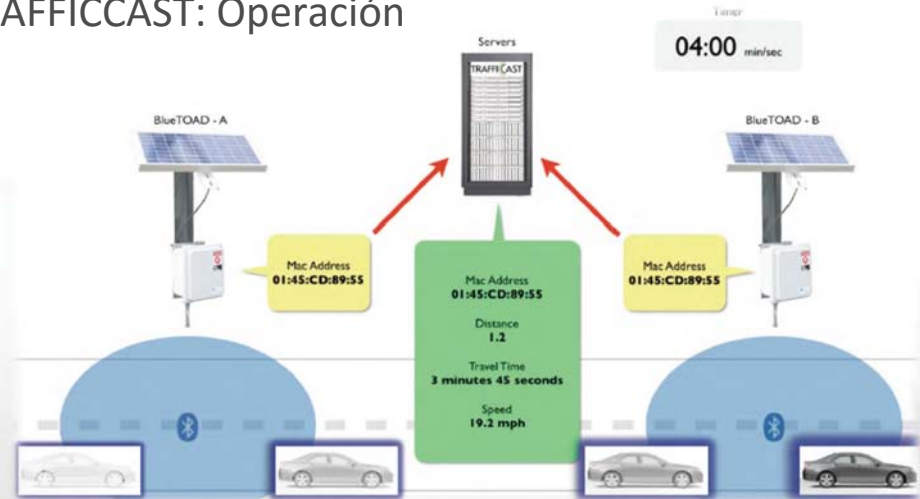 AFFICCAST: Operación
Timer
04:00 min/sec
Servers
TRAFFICAST
BlueTOAD - A
BlueTOAD - B
Mac Address
01:45:CD:89:55
Mac Address
01:45:CD:89:55
Distance
1.2
Travel Time
3 minutes 45 seconds
Speed
19.2 mph
Mac Address
01:45:CD:89:55